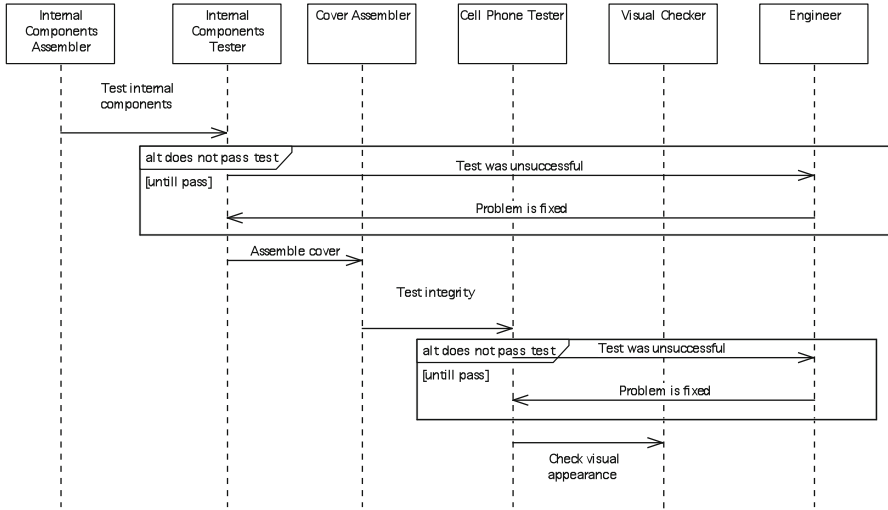 Internal
Components
Assembler
Internal
Components
Tester
Cover Assembler
Cell Phone Tester
Visual Checker
Engineer
Test internal
components
alt does not pass test
[untill pass]
Test was unsuccessful
Problem is fixed
Assemble cover
Test integrity
alt does not pass test
[untill pass]
Test was unsuccessful
Problem is fixed
Check visual
appearance